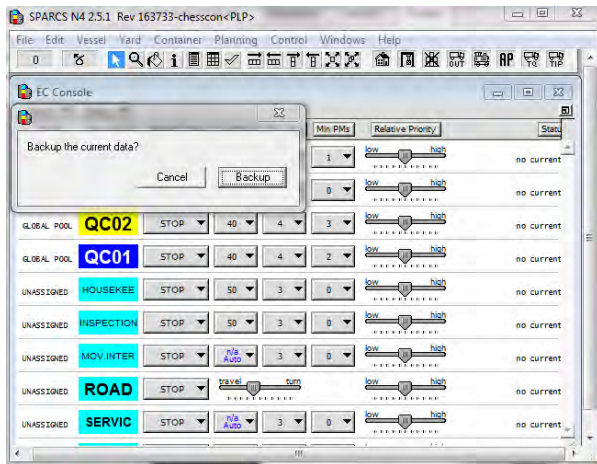 SPARCS N4 2.5.1 Rev 163733-chesscon<PLP>
File Edit Vessel Yard Container Planning Control Windows Help
0 OUT AP TQ TIP
EC Console
Min PMs Relative Priority Statu
Backup the current data?
Cancel Backup
1 low high no current
0 low high no current
GLOBAL POOL QC02 STOP 40 4 3 low high no current
GLOBAL POOL QC01 STOP 40 4 2 low high no current
UNASSIGNED HOUSEKEE STOP 50 3 0 low high no current
UNASSIGNED INSPECTION STOP 50 3 0 low high no current
UNASSIGNED MOV.INTER STOP n/a Auto 3 0 low high no current
UNASSIGNED ROAD STOP travel turn low high no current
UNASSIGNED SERVIC STOP n/a Auto 3 0 low high no current